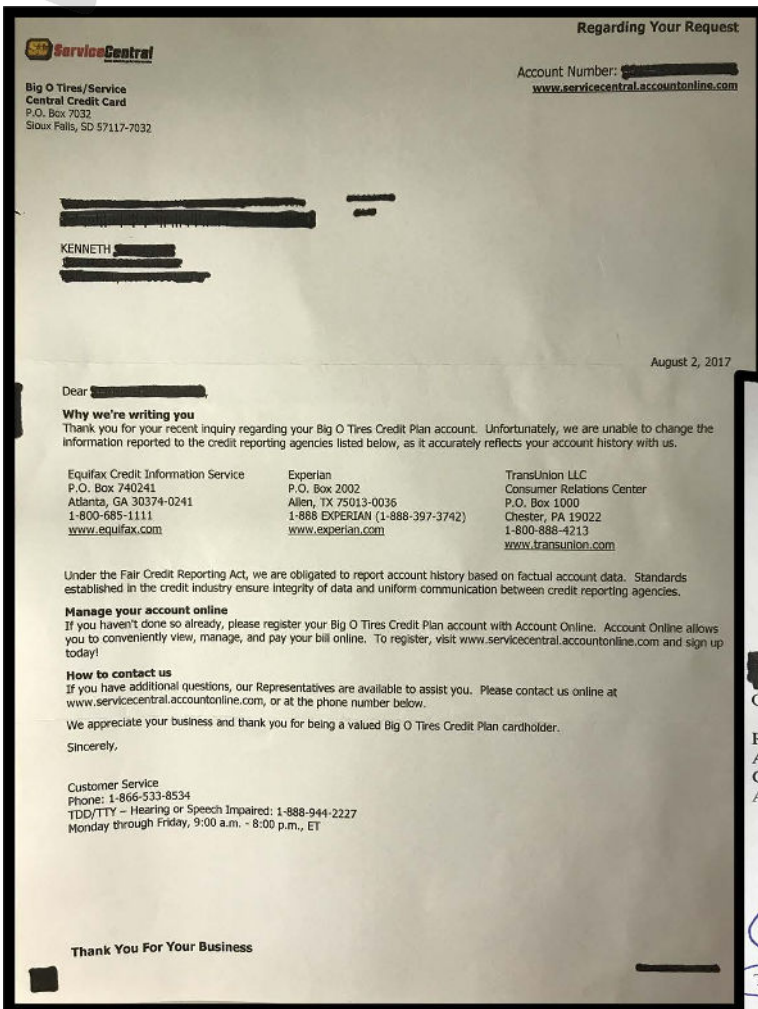 Regarding Your Request
SC ServiceCentral
Account Number:
www.servicecentral.accountonline.com
Big O Tires/Service
Central Credit Card
P.O. Box 7032
Sioux Falls, SD 57117-7032
KENNETH
August 2, 2017
Dear
Why we're writing you
Thank you for your recent inquiry regarding your Big O Tires Credit Plan account. Unfortunately, we are unable to change the
information reported to the credit reporting agencies listed below, as it accurately reflects your account history with us.
Equifax Credit Information Service
P.O. Box 740241
Atlanta, GA 30374-0241
1-800-685-1111
www.equifax.com
Experian
P.O. Box 2002
Allen, TX 75013-0036
1-888 EXPERIAN (1-888-397-3742)
www.experian.com
TransUnion LLC
Consumer Relations Center
P.O. Box 1000
Chester, PA 19022
1-800-888-4213
www.transunion.com
Under the Fair Credit Reporting Act, we are obligated to report account history based on factual account data. Standards
established in the credit industry ensure integrity of data and uniform communication between credit reporting agencies.
Manage your account online
If you haven't done so already, please register your Big O Tires Credit Plan account with Account Online. Account Online allows
you to conveniently view, manage, and pay your bill online. To register, visit www.servicecentral.accountonline.com and sign up
today!
How to contact us
If you have additional questions, our Representatives are available to assist you. Please contact us online at
www.servicecentral.accountonline.com, or at the phone number below.
We appreciate your business and thank you for being a valued Big O Tires Credit Plan cardholder.
Sincerely,
Customer Service
Phone: 1-866-533-8534
TDD/TTY – Hearing or Speech Impaired: 1-888-944-2227
Monday through Friday, 9:00 a.m. - 8:00 p.m., ET
Thank You For Your Business